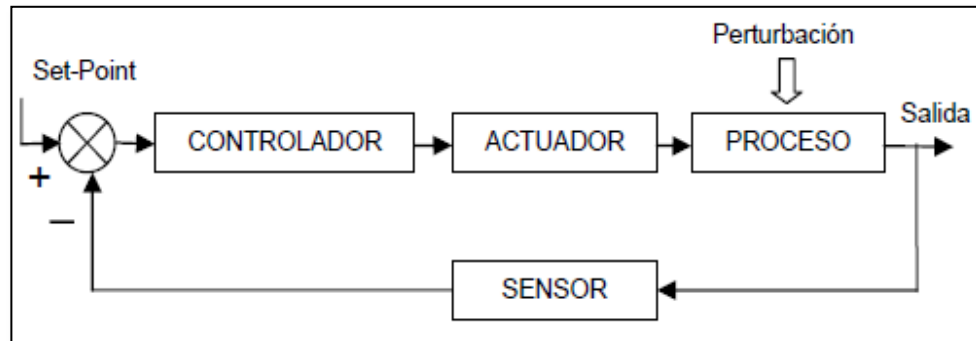 Perturbación
Set-Point
Salida
CONTROLADOR
ACTUADOR
PROCESO
+
−
SENSOR